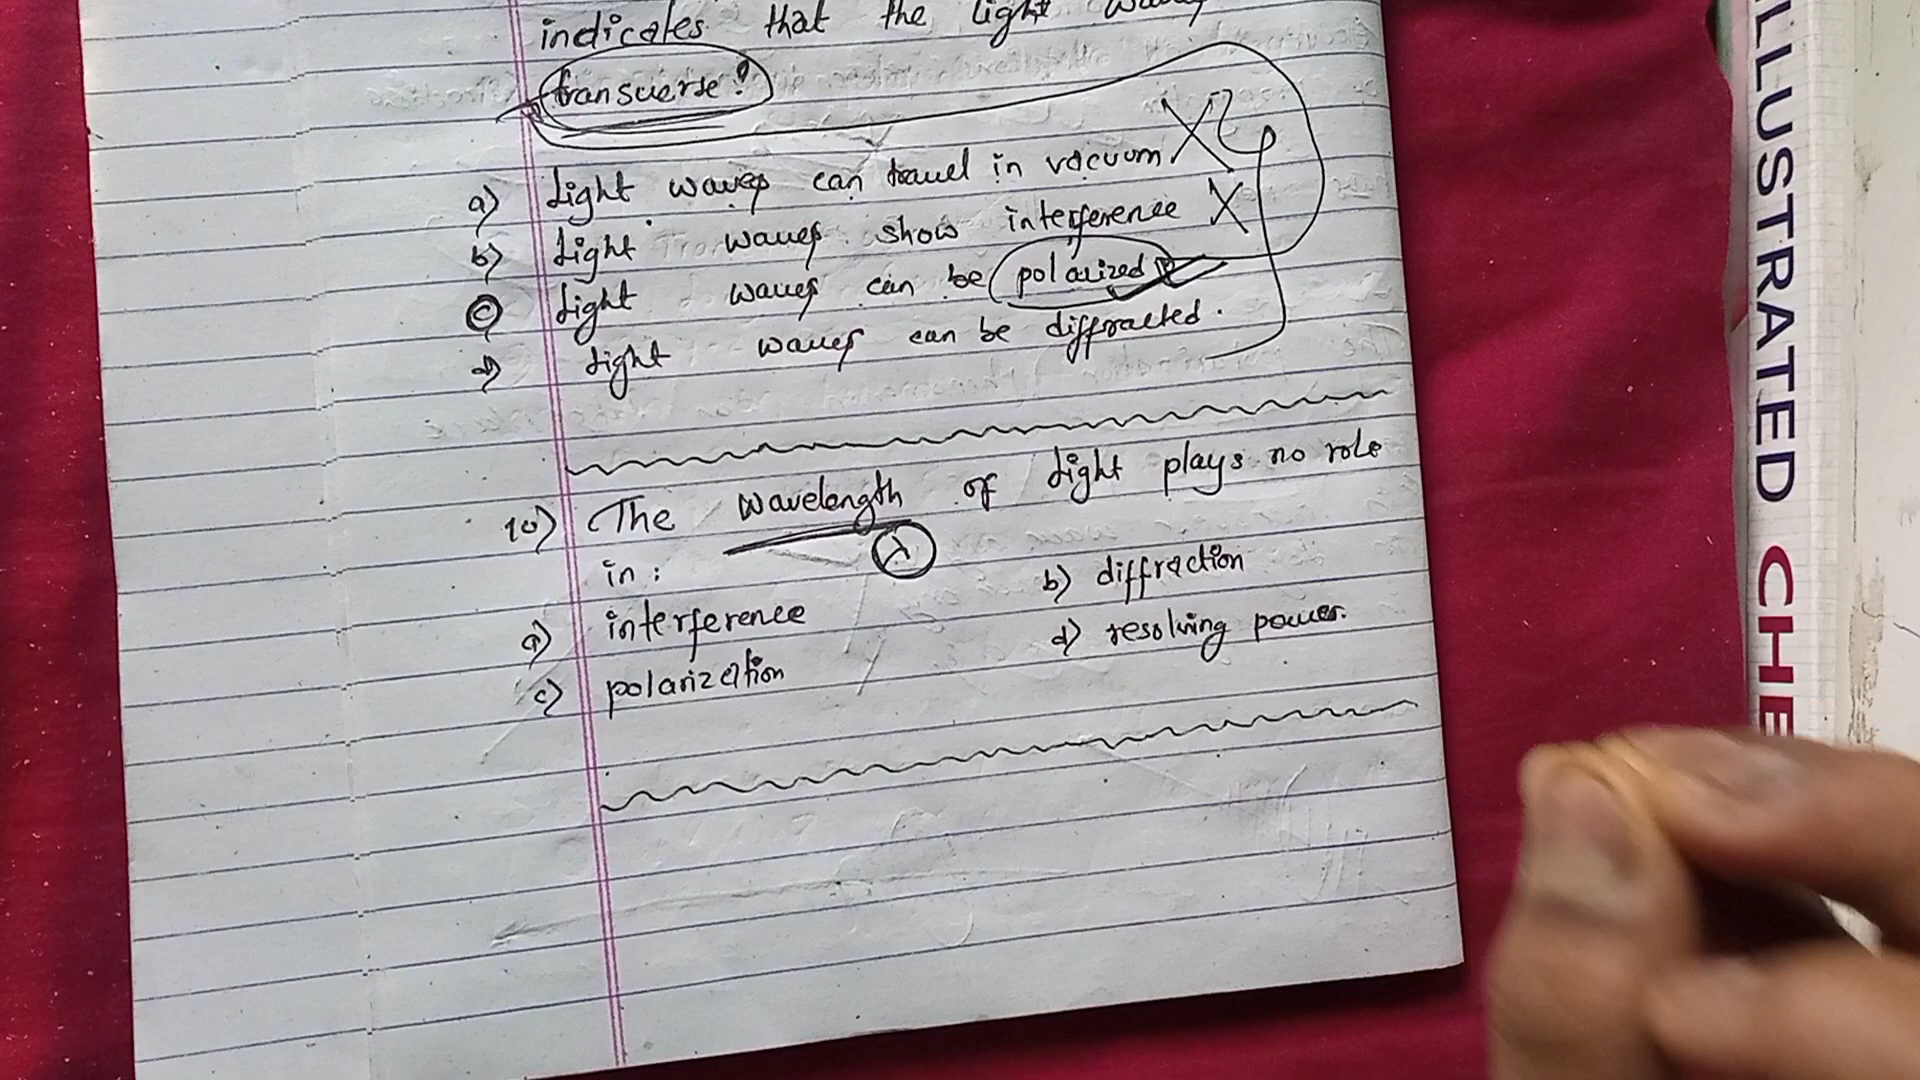 indicates that the light
transverse?
a) Light waves can travel in vacuum
b) Light waves show interference
c) Light waves can be polarized
d) Light waves can be diffracted.
10) The wavelength of Light plays no role
λ
in :
a) interference
b) diffraction
c) polarization
d) resolving power.
ILLUSTRATED CHE